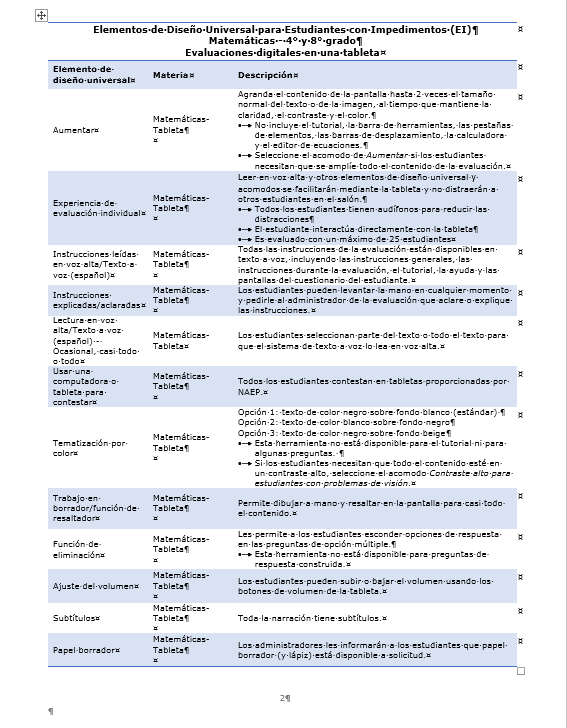 Elementos de Diseño Universal para Estudiantes con Impedimentos (EI)¶
Matemáticas -- 4° y 8° grado¶
Evaluaciones digitales en una tableta¤
Elemento de diseño universal¤ Materia¤ Descripción¤
Aumentar¤
Matemáticas-
Tableta¶
¤
Agranda el contenido de la pantalla hasta 2 veces el tamaño
normal del texto o de la imagen, al tiempo que mantiene la
claridad, el contraste y el color.¶
• No incluye el tutorial, la barra de herramientas, las pestañas
de elementos, las barras de desplazamiento, la calculadora
y el editor de ecuaciones.¶
• Seleccione el acomodo de Aumentar si los estudiantes
necesitan que se amplíe todo el contenido de la evaluación.¤
Experiencia de
evaluación individual¤
Matemáticas-
Tableta¶
¤
Leer en voz alta y otros elementos de diseño universal y
acomodos se facilitarán mediante la tableta y no distraerán a
otros estudiantes en el salón.¶
• Todos los estudiantes tienen audífonos para reducir las
distracciones¶
• El estudiante interactúa directamente con la tableta¶
• Es evaluado con un máximo de 25 estudiantes¤
Instrucciones leídas
en voz alta/Texto a
voz (español)¤
Matemáticas-
Tableta¶
¤
Todas las instrucciones de la evaluación están disponibles en
texto a voz, incluyendo las instrucciones generales, las
instrucciones durante la evaluación, el tutorial, la ayuda y las
pantallas del cuestionario del estudiante.¤
Instrucciones
explicadas/aclaradas¤
Matemáticas-
Tableta¶
¤
Los estudiantes pueden levantar la mano en cualquier momento
y pedirle al administrador de la evaluación que aclare o explique
las instrucciones.¤
Lectura en voz
alta/Texto a voz
(español) --
Ocasional, casi todo
o todo¤
Matemáticas-
Tableta¤
Los estudiantes seleccionan parte del texto o todo el texto para
que el sistema de texto a voz lo lea en voz alta.¤
Usar una
computadora o
tableta para
contestar¤
Matemáticas-
Tableta¶
¤
Todos los estudiantes contestan en tabletas proporcionadas por
NAEP.¤
Tematización por
color¤
Matemáticas-
Tableta¶
¤
Opción 1: texto de color negro sobre fondo blanco (estándar) ¶
Opción 2: texto de color blanco sobre fondo negro¶
Opción 3: texto de color negro sobre fondo beige¶
• Esta herramienta no está disponible para el tutorial ni para
algunas preguntas. ¶
• Si los estudiantes necesitan que todo el contenido esté en
un contraste alto, seleccione el acomodo Contraste alto para
estudiantes con problemas de visión.¤
Trabajo en
borrador/función de
resaltador¤
Matemáticas-
Tableta¶
¤
Permite dibujar a mano y resaltar en la pantalla para casi todo
el contenido.¤
Función de
eliminación¤
Matemáticas-
Tableta¶
¤
Les permite a los estudiantes esconder opciones de respuesta
en las preguntas de opción múltiple.¶
• Esta herramienta no está disponible para preguntas de
respuesta construida.¤
Ajuste del volumen¤
Matemáticas-
Tableta¶
¤
Los estudiantes pueden subir o bajar el volumen usando los
botones de volumen de la tableta.¤
Subtítulos¤
Matemáticas-
Tableta¶
¤
Toda la narración tiene subtítulos.¤
Papel borrador¤
Matemáticas-
Tableta¶
¤
Los administradores les informarán a los estudiantes que papel
borrador (y lápiz) está disponible a solicitud.¤
2¶
¶